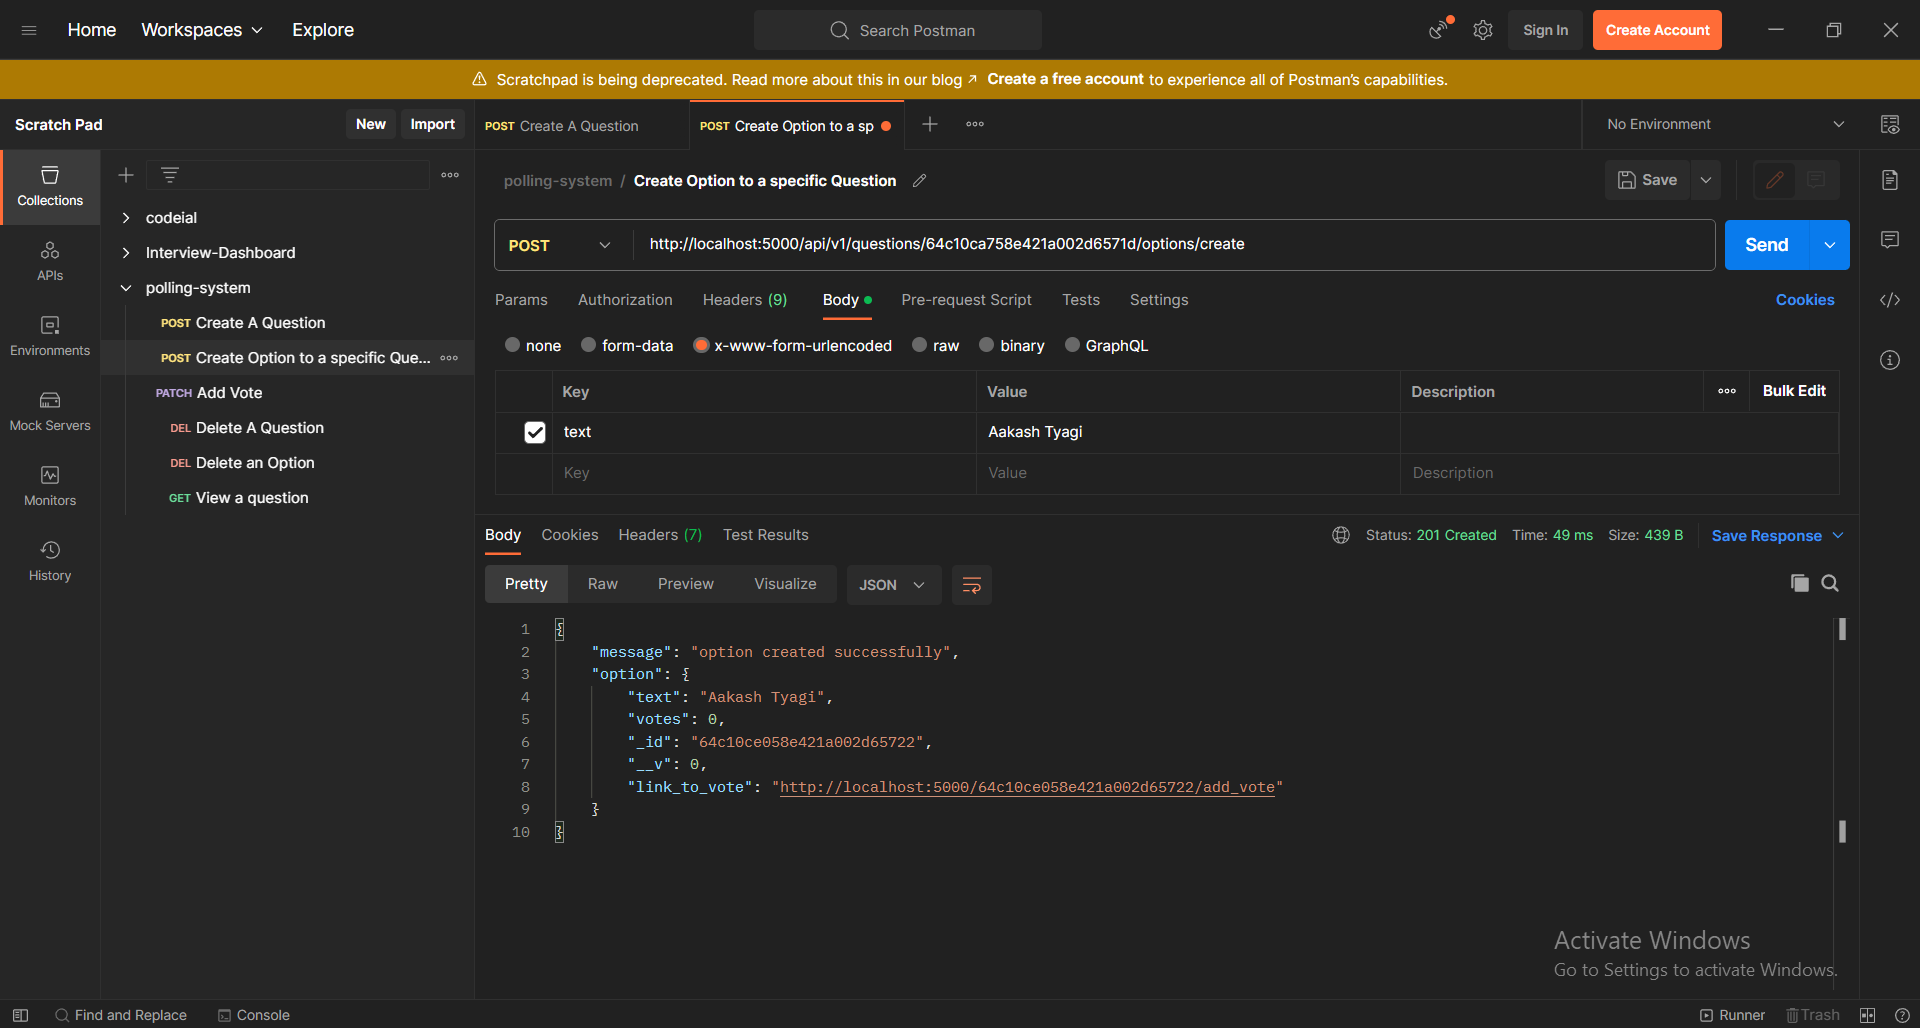 Home Workspaces Explore Search Postman Sign In Create Account
Scratchpad is being deprecated. Read more about this in our blog ↗ Create a free account to experience all of Postman's capabilities.
Scratch Pad New Import
POST Create A Question POST Create Option to a sp No Environment
Collections
APIs
Environments
Mock Servers
Monitors
History
codeial
Interview-Dashboard
polling-system
POST Create A Question
POST Create Option to a specific Que...
PATCH Add Vote
DEL Delete A Question
DEL Delete an Option
GET View a question
polling-system / Create Option to a specific Question Save
POST http://localhost:5000/api/v1/questions/64c10ca758e421a002d6571d/options/create Send
Params Authorization Headers (9) Body Pre-request Script Tests Settings Cookies
none form-data x-www-form-urlencoded raw binary GraphQL
Key Value Description Bulk Edit
text Aakash Tyagi
Key Value Description
Body Cookies Headers (7) Test Results Status: 201 Created Time: 49 ms Size: 439 B Save Response
Pretty Raw Preview Visualize JSON
1 {
2 "message": "option created successfully",
3 "option": {
4 "text": "Aakash Tyagi",
5 "votes": 0,
6 "_id": "64c10ce058e421a002d65722",
7 "__v": 0,
8 "link_to_vote": "http://localhost:5000/64c10ce058e421a002d65722/add_vote"
9 }
10 }
Activate Windows
Go to Settings to activate Windows.
Find and Replace Console Runner Trash